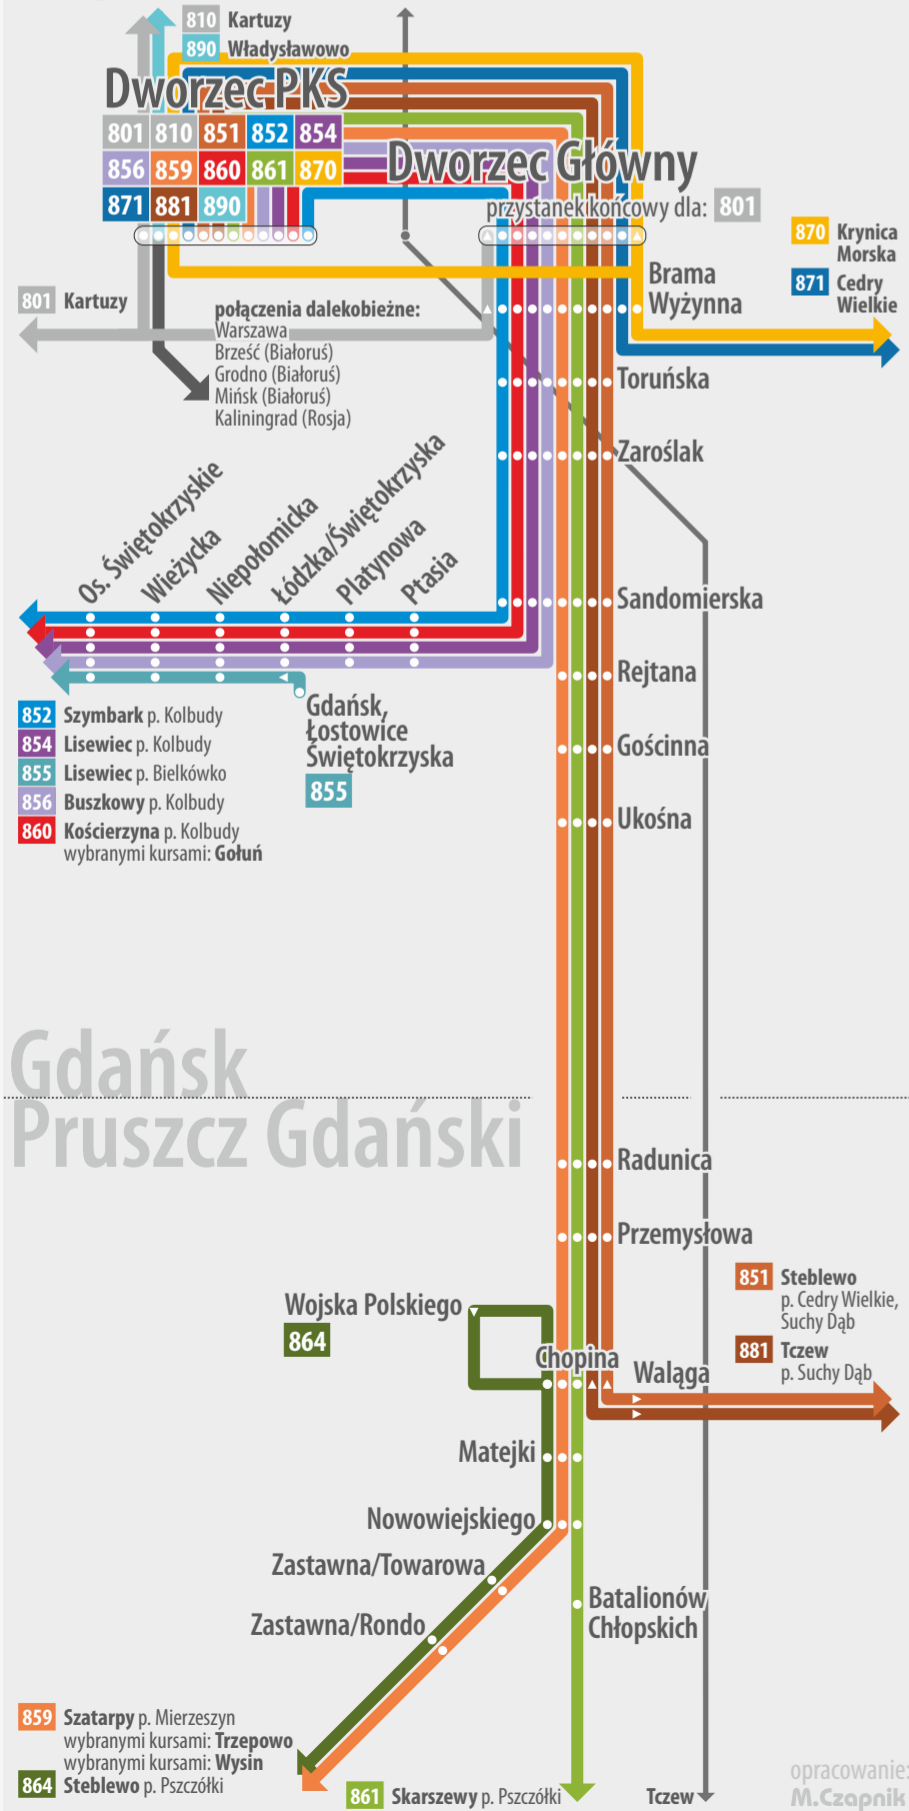 810 Kartuzy
890 Władysławowo
Dworzec PKS
801 810 851 852 854
856 859 860 861 870
871 881 890
Dworzec Główny
przystanek końcowy dla: 801
870 Krynica
Morska
871 Cedry
Wielkie
Brama
Wyżynna
801 Kartuzy
połączenia dalekobieżne:
Warszawa
Brześć (Białoruś)
Grodno (Białoruś)
Mińsk (Białoruś)
Kaliningrad (Rosja)
Toruńska
Zaroślak
Os. Świętokrzyskie
Wieżycka
Niepołomicka
Łódzka/Świętokrzyska
Platynowa
Ptasia
Sandomierska
Rejtana
Gościnna
Ukośna
Gdańsk,
Łostowice
Świętokrzyska
855
852 Szymbark p. Kolbudy
854 Lisewiec p. Kolbudy
855 Lisewiec p. Bielkówko
856 Buszkowy p. Kolbudy
860 Kościerzyna p. Kolbudy
wybranymi kursami: Gołuń
Gdańsk
Pruszcz Gdański
Radunica
Przemysłowa
851 Steblewo
p. Cedry Wielkie,
Suchy Dąb
881 Tczew
p. Suchy Dąb
Wojska Polskiego
864
Chopina
Waląga
Matejki
Nowowiejskiego
Zastawna/Towarowa
Zastawna/Rondo
Batalionów
Chłopskich
859 Szatarpy p. Mierzeszyn
wybranymi kursami: Trzepowo
wybranymi kursami: Wysin
864 Steblewo p. Pszczółki
861 Skarszewy p. Pszczółki
Tczew
opracowanie:
M.Czapnik